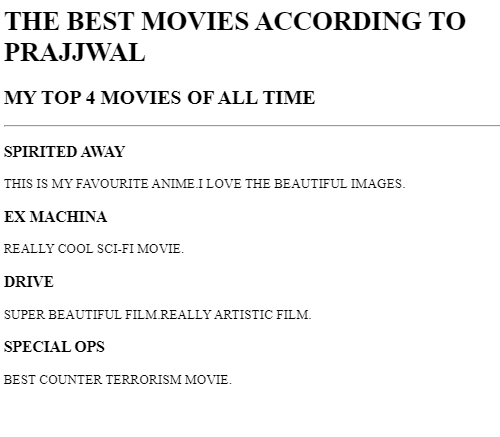 THE BEST MOVIES ACCORDING TO
PRAJJWAL
MY TOP 4 MOVIES OF ALL TIME
SPIRITED AWAY
THIS IS MY FAVOURITE ANIME.I LOVE THE BEAUTIFUL IMAGES.
EX MACHINA
REALLY COOL SCI-FI MOVIE.
DRIVE
SUPER BEAUTIFUL FILM.REALLY ARTISTIC FILM.
SPECIAL OPS
BEST COUNTER TERRORISM MOVIE.